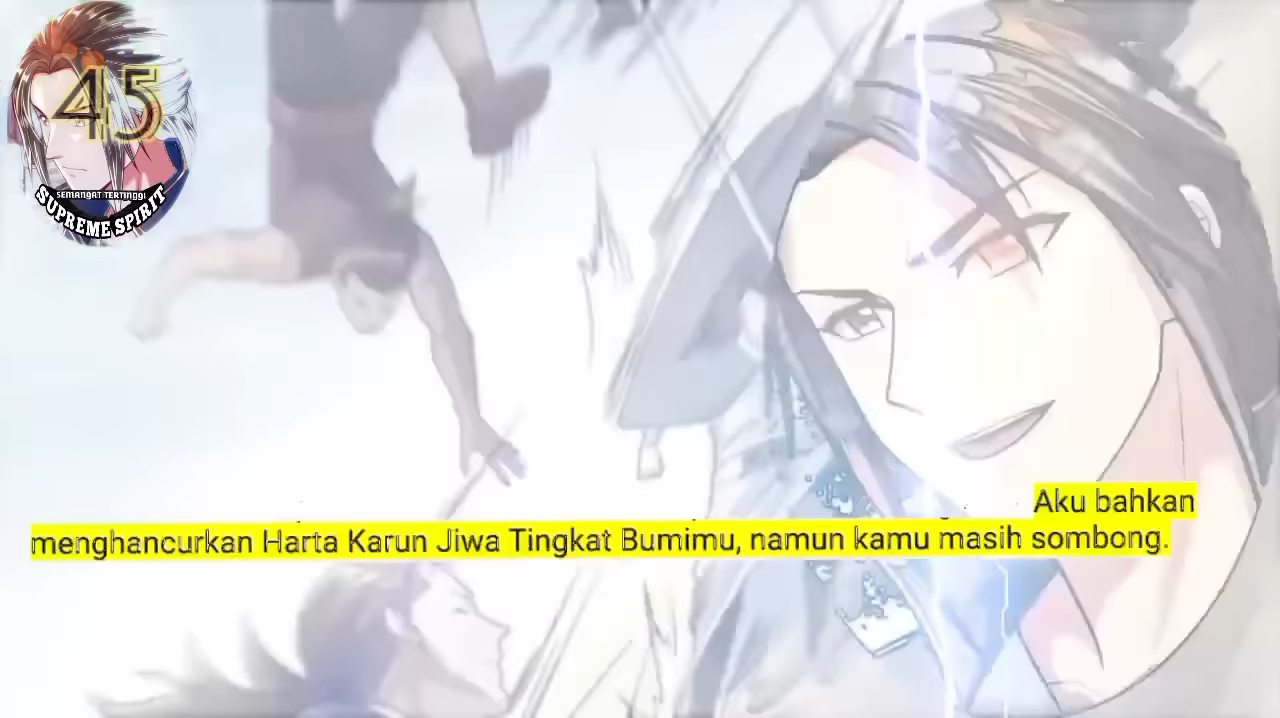 45
SEMANGAT TERTINGGI
SUPREME SPIRIT
Aku bahkan
menghancurkan Harta Karun Jiwa Tingkat Bumimu, namun kamu masih sombong.